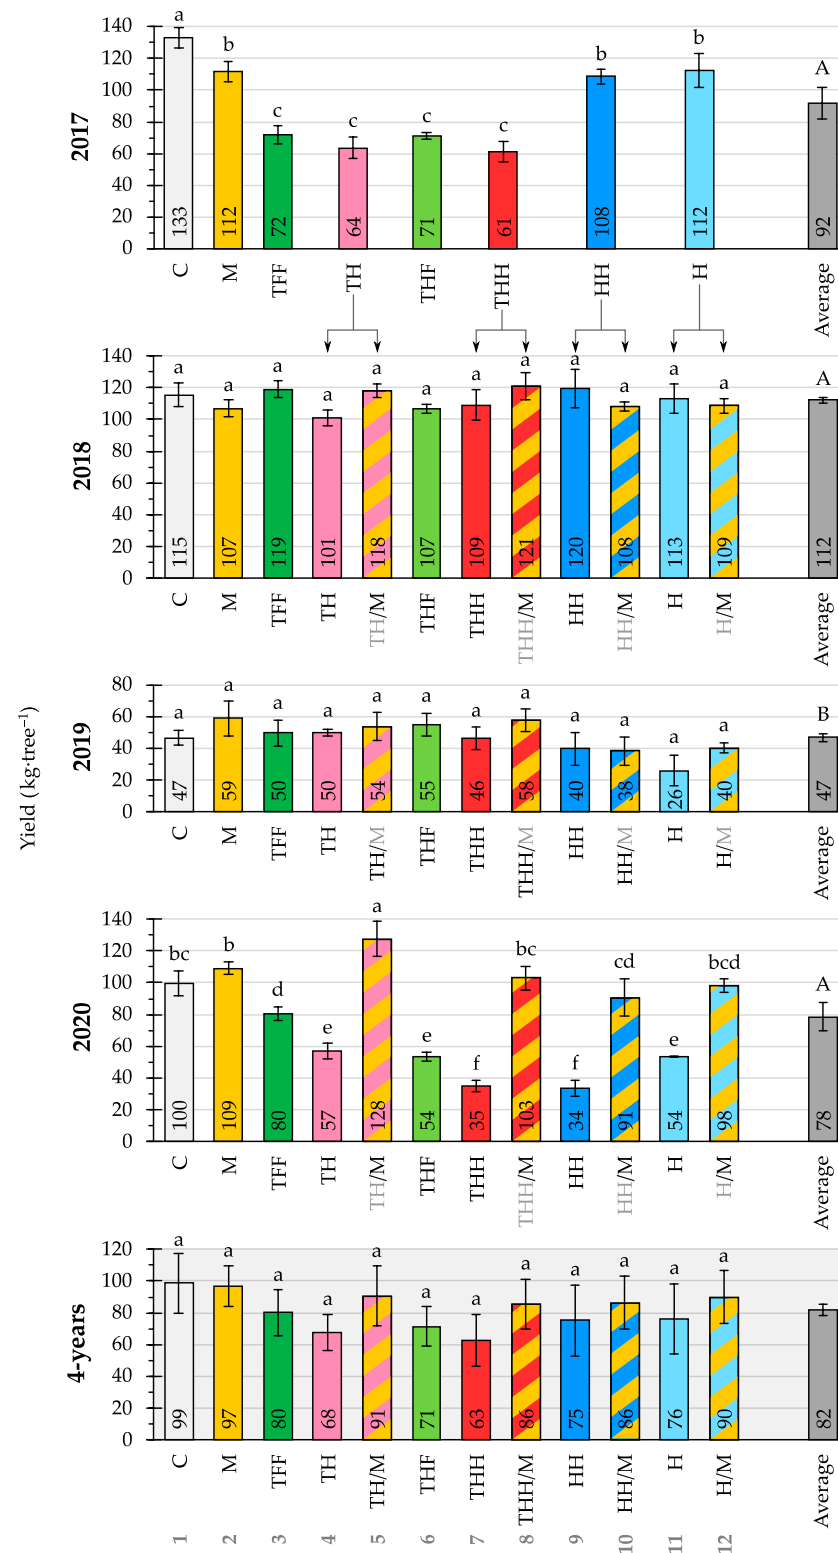 Yield (kg·tree⁻¹)
2017
140
120
100
80
60
40
20
0
a
b
c
c
c
c
b
b
A
133
112
72
64
71
61
108
112
92
C
M
TFF
TH
THF
THH
HH
H
Average
2018
140
120
100
80
60
40
20
0
a
a
a
a
a
a
a
a
a
a
a
a
A
115
107
119
101
118
107
109
121
120
108
113
109
112
C
M
TFF
TH
TH/M
THF
THH
THH/M
HH
HH/M
H
H/M
Average
2019
80
60
40
20
0
a
a
a
a
a
a
a
a
a
a
a
a
B
47
59
50
50
54
55
46
58
40
38
26
40
47
C
M
TFF
TH
TH/M
THF
THH
THH/M
HH
HH/M
H
H/M
Average
2020
140
120
100
80
60
40
20
0
bc
b
d
e
a
e
f
bc
f
cd
e
bcd
A
100
109
80
57
128
54
35
103
34
91
54
98
78
C
M
TFF
TH
TH/M
THF
THH
THH/M
HH
HH/M
H
H/M
Average
4-years
120
100
80
60
40
20
0
a
a
a
a
a
a
a
a
a
a
a
a
99
97
80
68
91
71
63
86
75
86
76
90
82
C
M
TFF
TH
TH/M
THF
THH
THH/M
HH
HH/M
H
H/M
Average
1
2
3
4
5
6
7
8
9
10
11
12